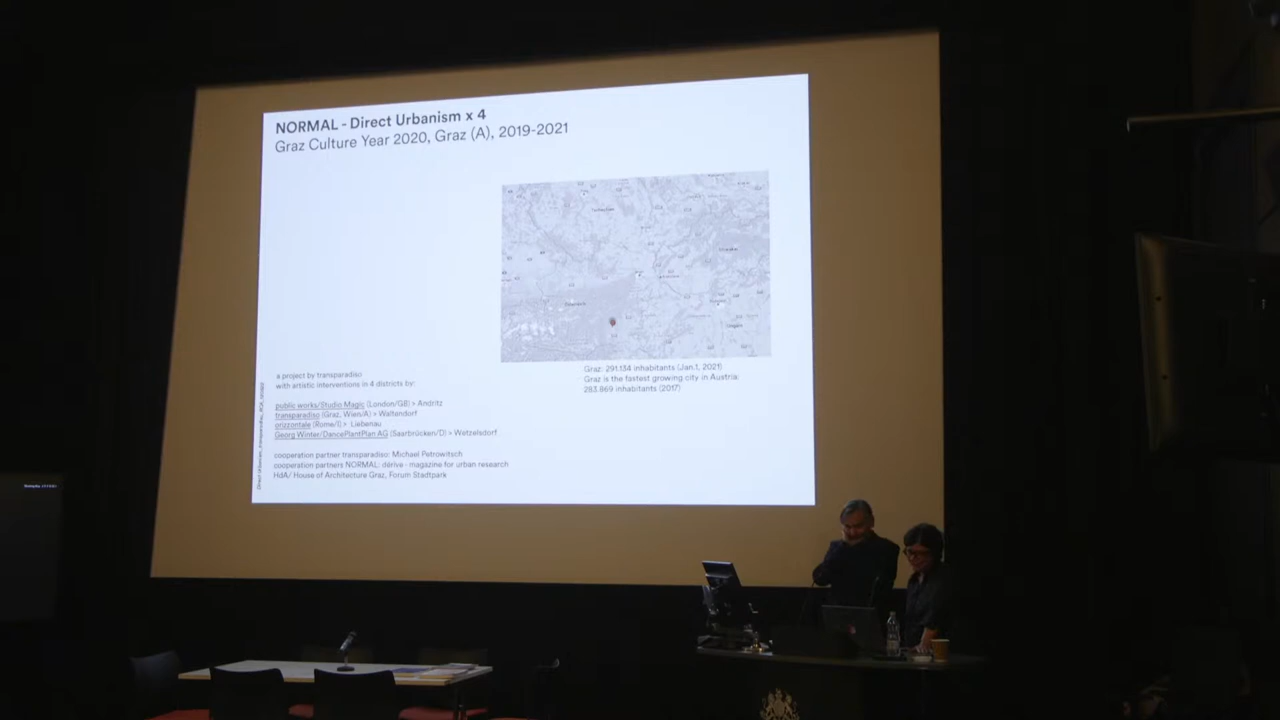 NORMAL - Direct Urbanism x 4
Graz Culture Year 2020, Graz (A), 2019-2021
Graz: 291.134 inhabitants (Jan.1, 2021)
Graz is the fastest growing city in Austria:
283.869 inhabitants (2017)
a project by transparadiso
with artistic interventions in 4 districts by:
public works/Studio Magic (London/GB) > Andritz
transparadiso (Graz, Wien/A) > Waltendorf
orizzontale (Rome/I) > Liebenau
Georg Winter/DancePlantPlan AG (Saarbrücken/D) > Wetzelsdorf
cooperation partner transparadiso: Michael Petrowitsch
cooperation partners NORMAL: dérive - magazine for urban research
HdA/ House of Architecture Graz, Forum Stadtpark